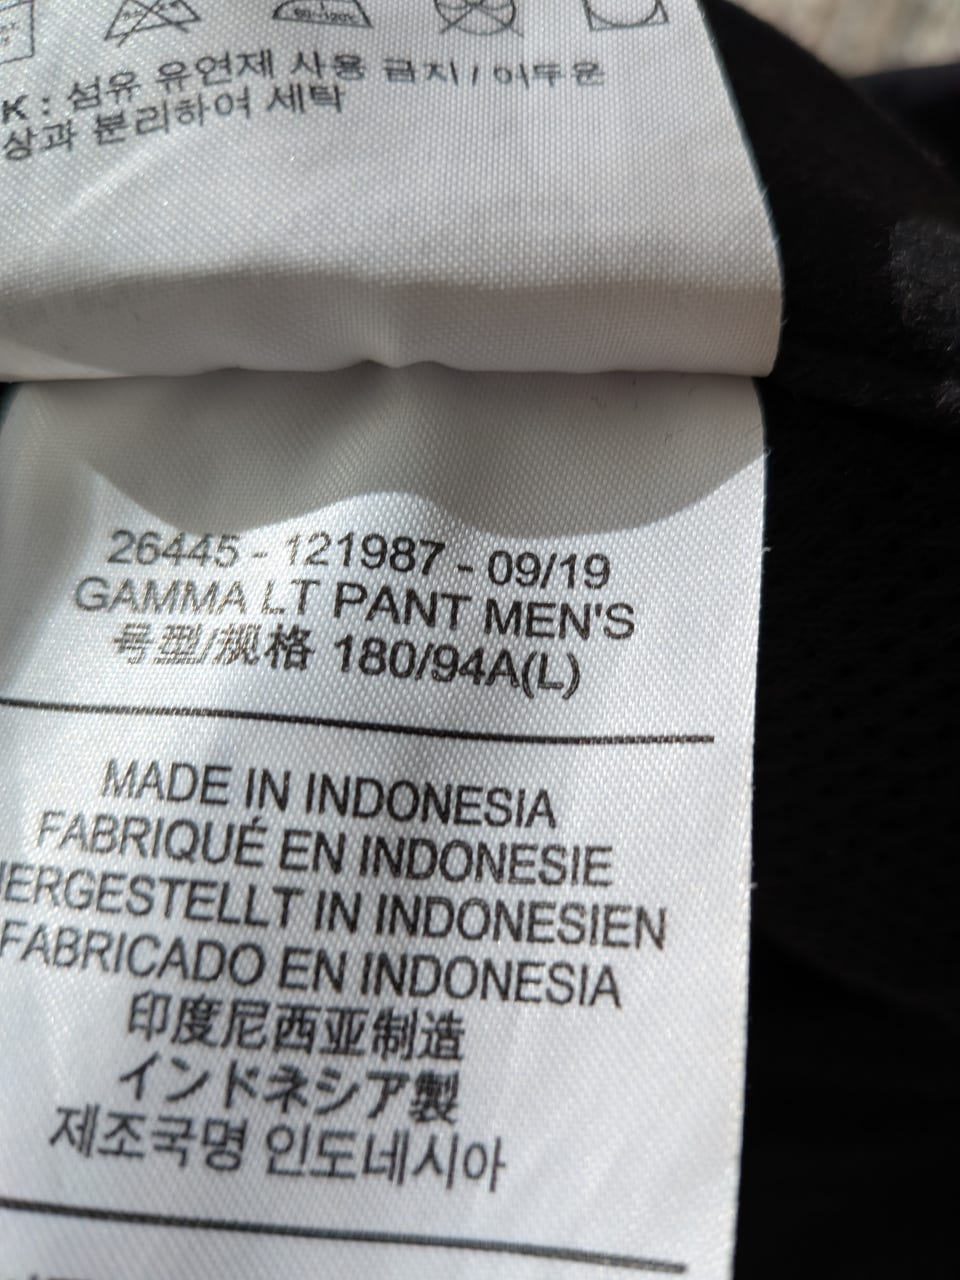 K : 섬유 유연제 사용 금지 / 어두운
상과 분리하여 세탁
26445 - 121987 - 09/19
GAMMA LT PANT MEN'S
号型/规格 180/94A(L)
MADE IN INDONESIA
FABRIQUÉ EN INDONESIE
HERGESTELLT IN INDONESIEN
FABRICADO EN INDONESIA
印度尼西亚制造
インドネシア製
제조국명 인도네시아